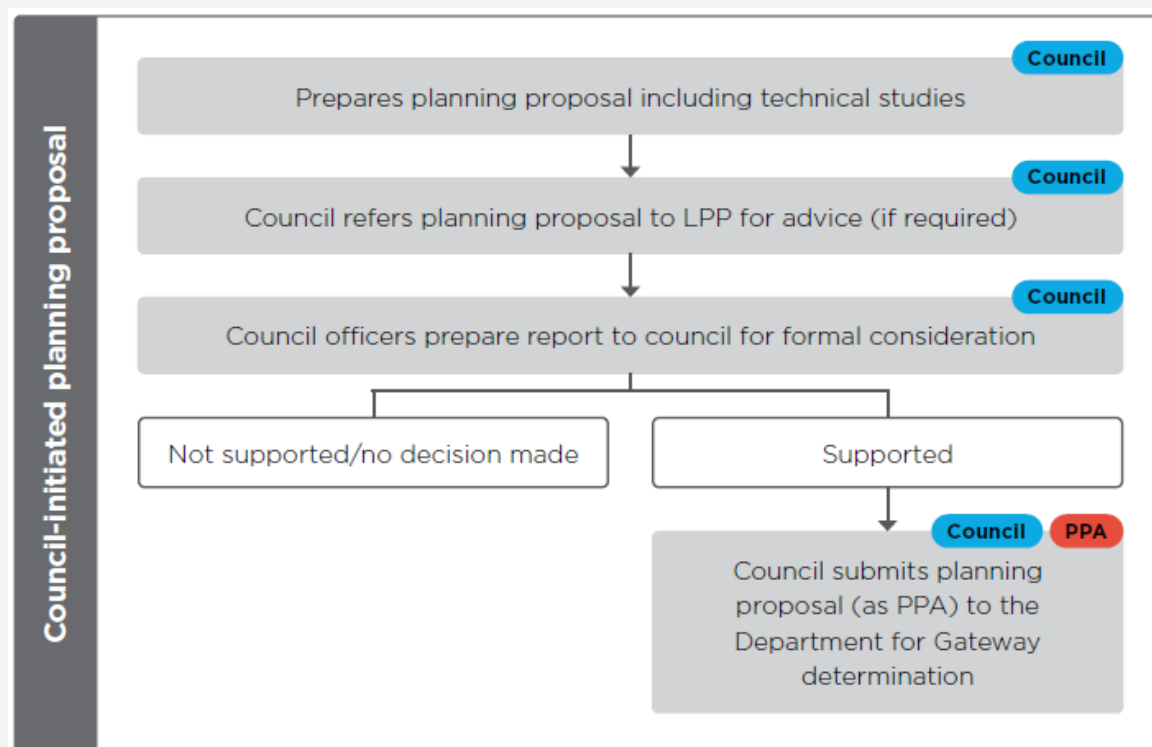 Council-initiated planning proposal
Council
Prepares planning proposal including technical studies
Council
Council refers planning proposal to LPP for advice (if required)
Council
Council officers prepare report to council for formal consideration
Not supported/no decision made
Supported
Council
PPA
Council submits planning
proposal (as PPA) to the
Department for Gateway
determination